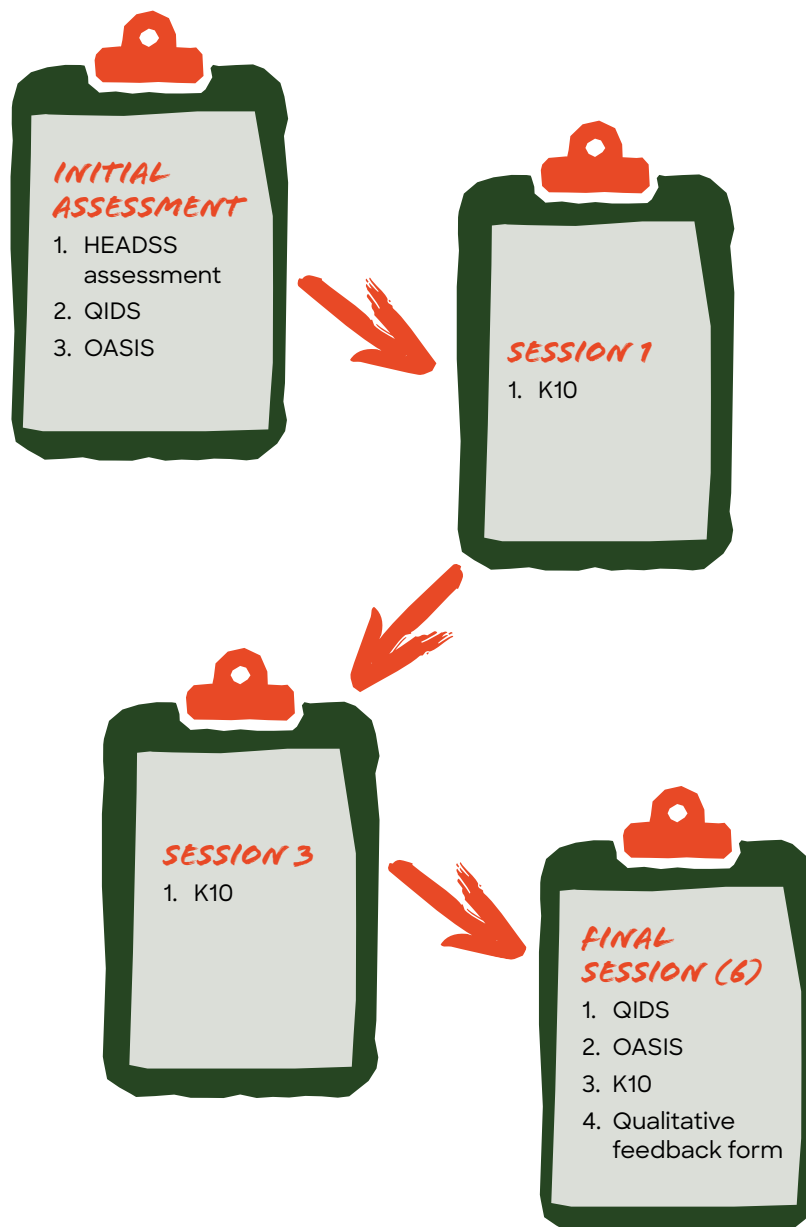 INITIAL
ASSESSMENT
1. HEADSS
assessment
2. QIDS
3. OASIS
SESSION 1
1. K10
SESSION 3
1. K10
FINAL
SESSION (6)
1. QIDS
2. OASIS
3. K10
4. Qualitative
feedback form